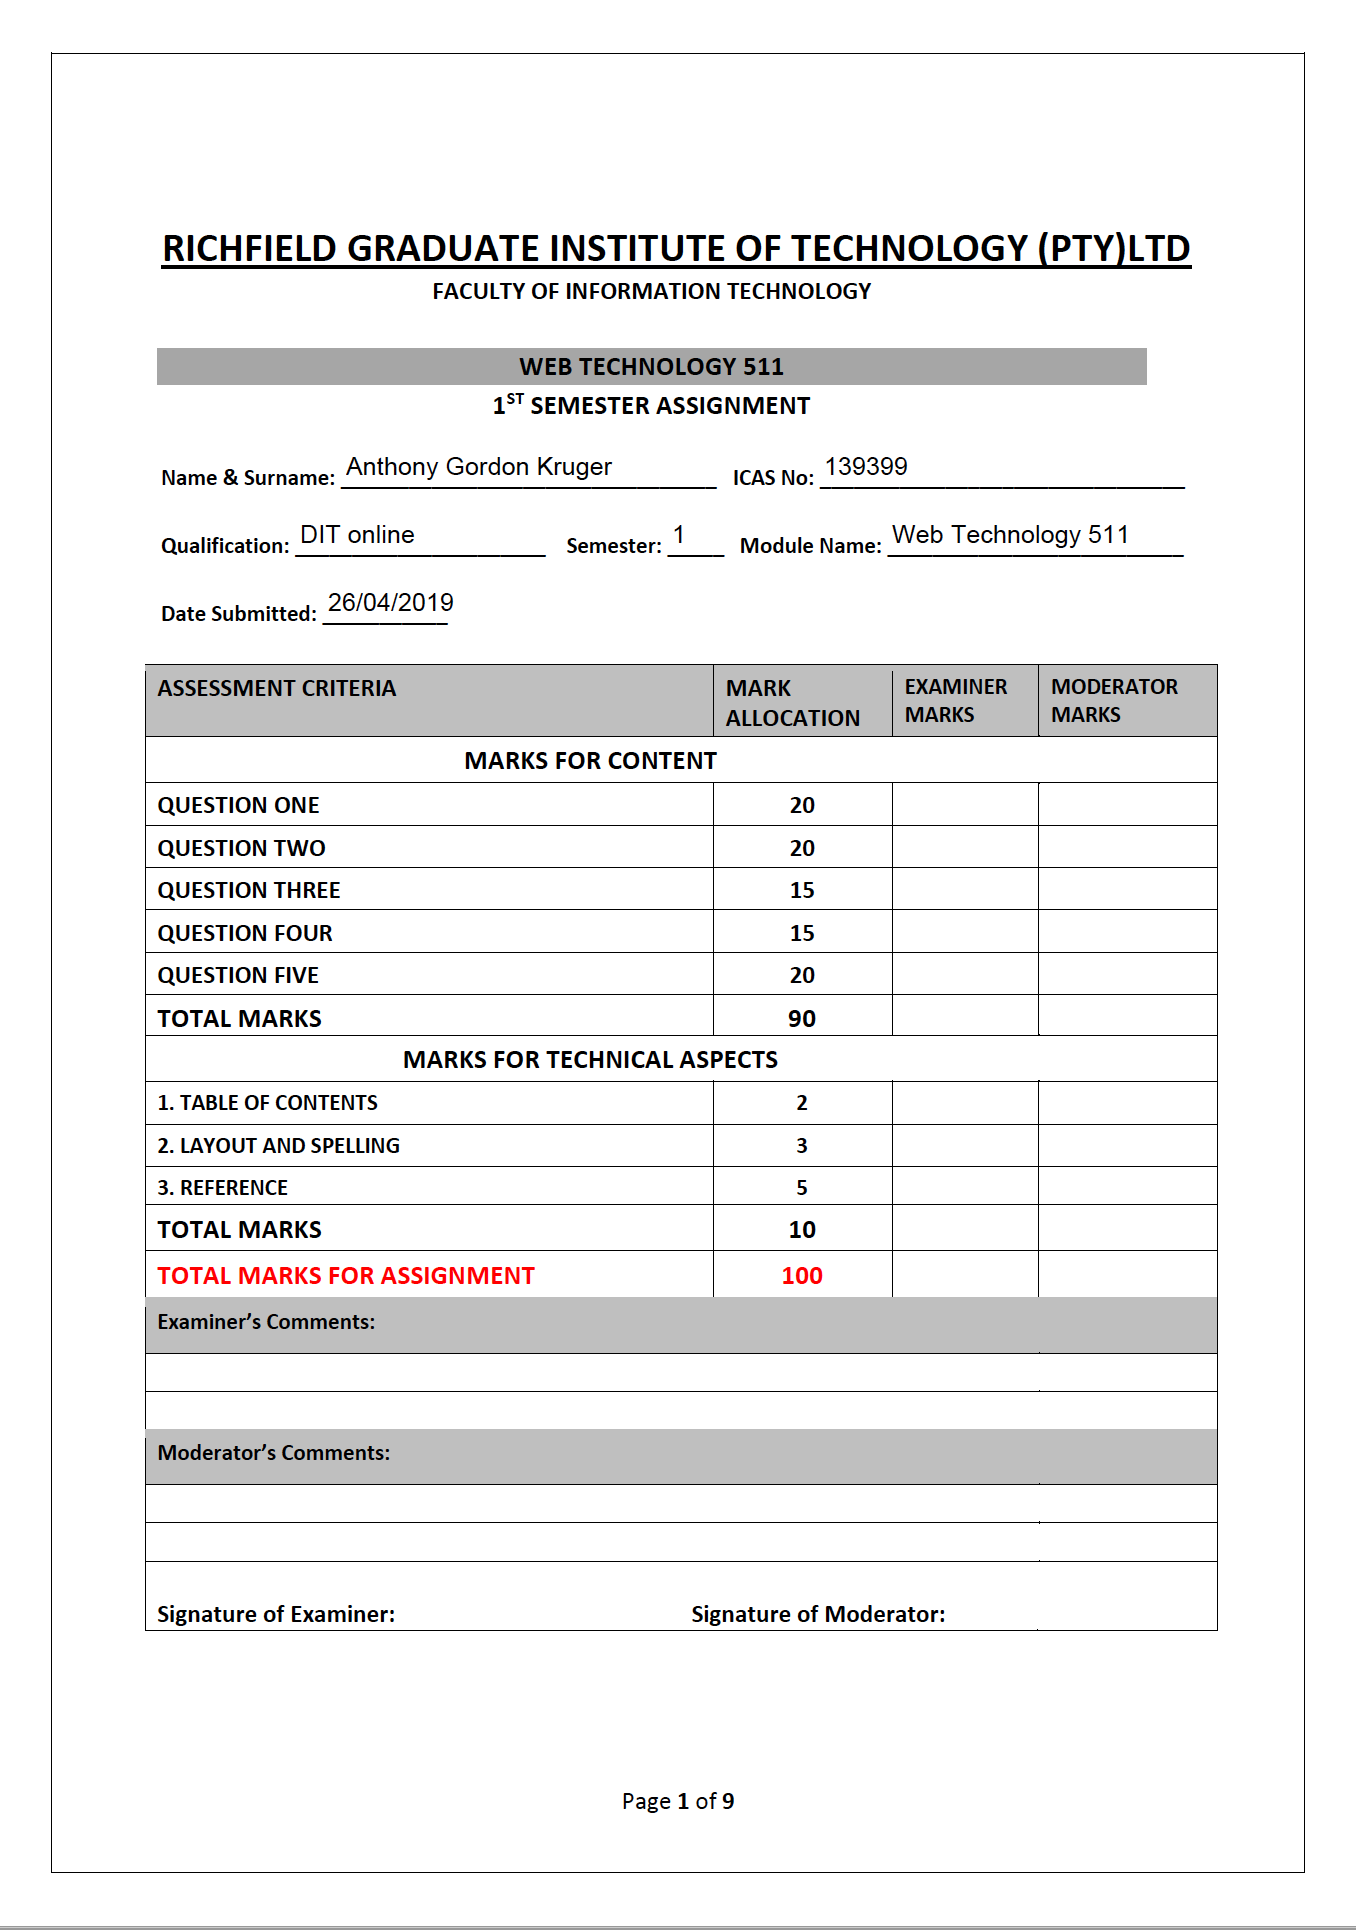 RICHFIELD GRADUATE INSTITUTE OF TECHNOLOGY (PTY)LTD
FACULTY OF INFORMATION TECHNOLOGY
WEB TECHNOLOGY 511
1ST SEMESTER ASSIGNMENT
Name & Surname: Anthony Gordon Kruger ICAS No: 139399
Qualification: DIT online Semester: 1 Module Name: Web Technology 511
Date Submitted: 26/04/2019
ASSESSMENT CRITERIA MARK ALLOCATION EXAMINER MARKS MODERATOR MARKS
MARKS FOR CONTENT
QUESTION ONE 20
QUESTION TWO 20
QUESTION THREE 15
QUESTION FOUR 15
QUESTION FIVE 20
TOTAL MARKS 90
MARKS FOR TECHNICAL ASPECTS
1. TABLE OF CONTENTS 2
2. LAYOUT AND SPELLING 3
3. REFERENCE 5
TOTAL MARKS 10
TOTAL MARKS FOR ASSIGNMENT 100
Examiner's Comments:
Moderator's Comments:
Signature of Examiner: Signature of Moderator:
Page 1 of 9